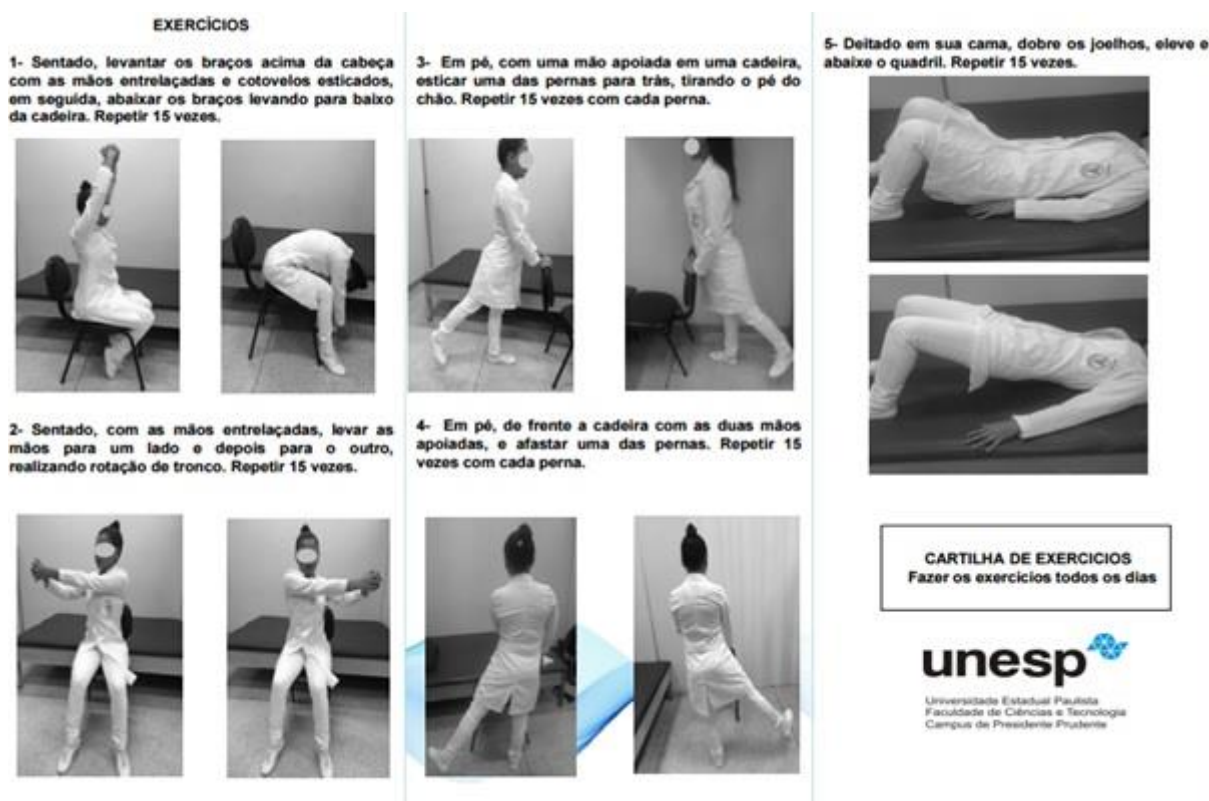 EXERCÍCIOS
1- Sentado, levantar os braços acima da cabeça
com as mãos entrelaçadas e cotovelos esticados,
em seguida, abaixar os braços levando para baixo
da cadeira. Repetir 15 vezes.
2- Sentado, com as mãos entrelaçadas, levar as
mãos para um lado e depois para o outro,
realizando rotação de tronco. Repetir 15 vezes.
3- Em pé, com uma mão apoiada em uma cadeira,
esticar uma das pernas para trás, tirando o pé do
chão. Repetir 15 vezes com cada perna.
4- Em pé, de frente a cadeira com as duas mãos
apoiadas, e afastar uma das pernas. Repetir 15
vezes com cada perna.
5- Deitado em sua cama, dobre os joelhos, eleve e
abaixe o quadril. Repetir 15 vezes.
CARTILHA DE EXERCICIOS
Fazer os exercícios todos os dias
unesp
Universidade Estadual Paulista
Faculdade de Ciências e Tecnologia
Campus de Presidente Prudente